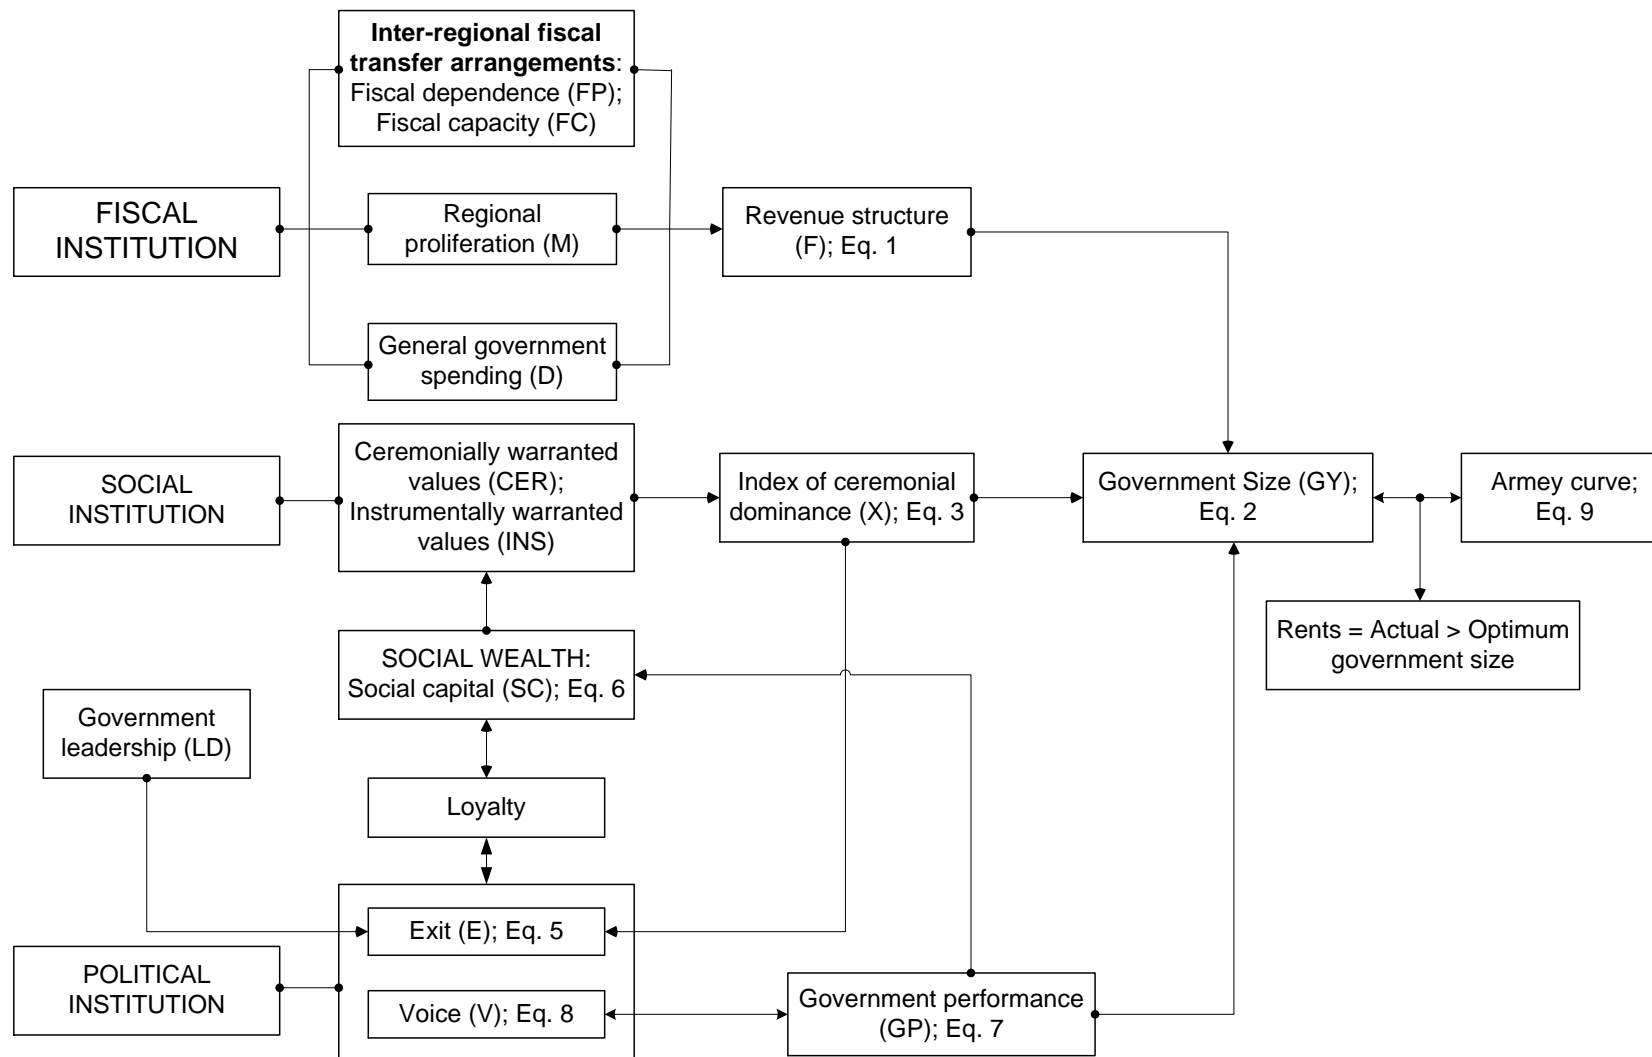 Inter-regional fiscal
transfer arrangements:
Fiscal dependence (FP);
Fiscal capacity (FC)
FISCAL
INSTITUTION
Regional
proliferation (M)
Revenue structure
(F); Eq. 1
General government
spending (D)
SOCIAL
INSTITUTION
Ceremonially warranted
values (CER);
Instrumentally warranted
values (INS)
Index of ceremonial
dominance (X); Eq. 3
Government Size (GY);
Eq. 2
Armey curve;
Eq. 9
Rents = Actual > Optimum
government size
SOCIAL WEALTH:
Social capital (SC); Eq. 6
Government
leadership (LD)
Loyalty
Exit (E); Eq. 5
POLITICAL
INSTITUTION
Voice (V); Eq. 8
Government performance
(GP); Eq. 7